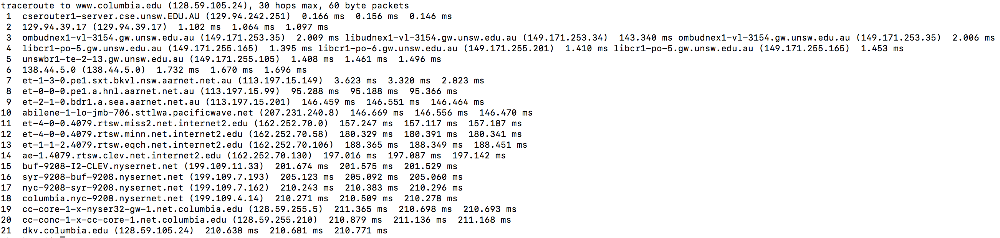 traceroute to www.columbia.edu (128.59.105.24), 30 hops max, 60 byte packets
 1  cserouter1-server.cse.unsw.EDU.AU (129.94.242.251)  0.166 ms  0.156 ms  0.146 ms
 2  129.94.39.17 (129.94.39.17)  1.102 ms  1.064 ms  1.097 ms
 3  ombudnex1-vl-3154.gw.unsw.edu.au (149.171.253.35)  2.009 ms libudnex1-vl-3154.gw.unsw.edu.au (149.171.253.34)  143.340 ms ombudnex1-vl-3154.gw.unsw.edu.au (149.171.253.35)  2.006 ms
 4  libcr1-po-5.gw.unsw.edu.au (149.171.255.165)  1.395 ms libcr1-po-6.gw.unsw.edu.au (149.171.255.201)  1.410 ms libcr1-po-5.gw.unsw.edu.au (149.171.255.165)  1.453 ms
 5  unswbr1-te-2-13.gw.unsw.edu.au (149.171.255.105)  1.408 ms  1.461 ms  1.496 ms
 6  138.44.5.0 (138.44.5.0)  1.732 ms  1.670 ms  1.696 ms
 7  et-1-3-0.pe1.sxt.bkvl.nsw.aarnet.net.au (113.197.15.149)  3.623 ms  3.320 ms  2.823 ms
 8  et-0-0-0.pe1.a.hnl.aarnet.net.au (113.197.15.99)  95.288 ms  95.188 ms  95.366 ms
 9  et-2-1-0.bdr1.a.sea.aarnet.net.au (113.197.15.201)  146.459 ms  146.551 ms  146.464 ms
10  abilene-1-lo-jmb-706.sttlwa.pacificwave.net (207.231.240.8)  146.669 ms  146.556 ms  146.470 ms
11  et-4-0-0.4079.rtsw.miss2.net.internet2.edu (162.252.70.0)  157.247 ms  157.117 ms  157.187 ms
12  et-4-0-0.4079.rtsw.minn.net.internet2.edu (162.252.70.58)  180.329 ms  180.391 ms  180.341 ms
13  et-1-1-2.4079.rtsw.eqch.net.internet2.edu (162.252.70.106)  188.365 ms  188.349 ms  188.451 ms
14  ae-1.4079.rtsw.clev.net.internet2.edu (162.252.70.130)  197.016 ms  197.087 ms  197.142 ms
15  buf-9208-I2-CLEV.nysernet.net (199.109.11.33)  201.674 ms  201.575 ms  201.529 ms
16  syr-9208-buf-9208.nysernet.net (199.109.7.193)  205.123 ms  205.092 ms  205.060 ms
17  nyc-9208-syr-9208.nysernet.net (199.109.7.162)  210.243 ms  210.383 ms  210.296 ms
18  columbia.nyc-9208.nysernet.net (199.109.4.14)  210.271 ms  210.509 ms  210.278 ms
19  cc-core-1-x-nyser32-gw-1.net.columbia.edu (128.59.255.5)  211.365 ms  210.698 ms  210.693 ms
20  cc-conc-1-x-cc-core-1.net.columbia.edu (128.59.255.210)  210.879 ms  211.136 ms  211.168 ms
21  dkv.columbia.edu (128.59.105.24)  210.638 ms  210.681 ms  210.771 ms